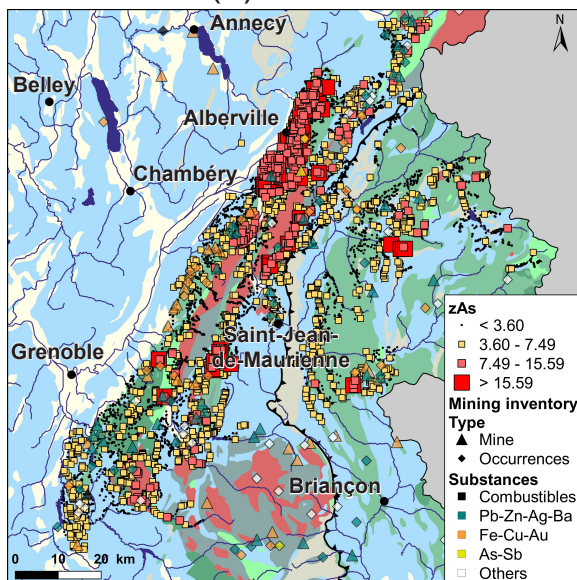 Annecy
N
Belley
Alberville
Chambéry
Saint-Jean-
de-Maurienne
Grenoble
Briançon
0 10 20 km
zAs
< 3.60
3.60 - 7.49
7.49 - 15.59
> 15.59
Mining inventory
Type
Mine
Occurrences
Substances
Combustibles
Pb-Zn-Ag-Ba
Fe-Cu-Au
As-Sb
Others